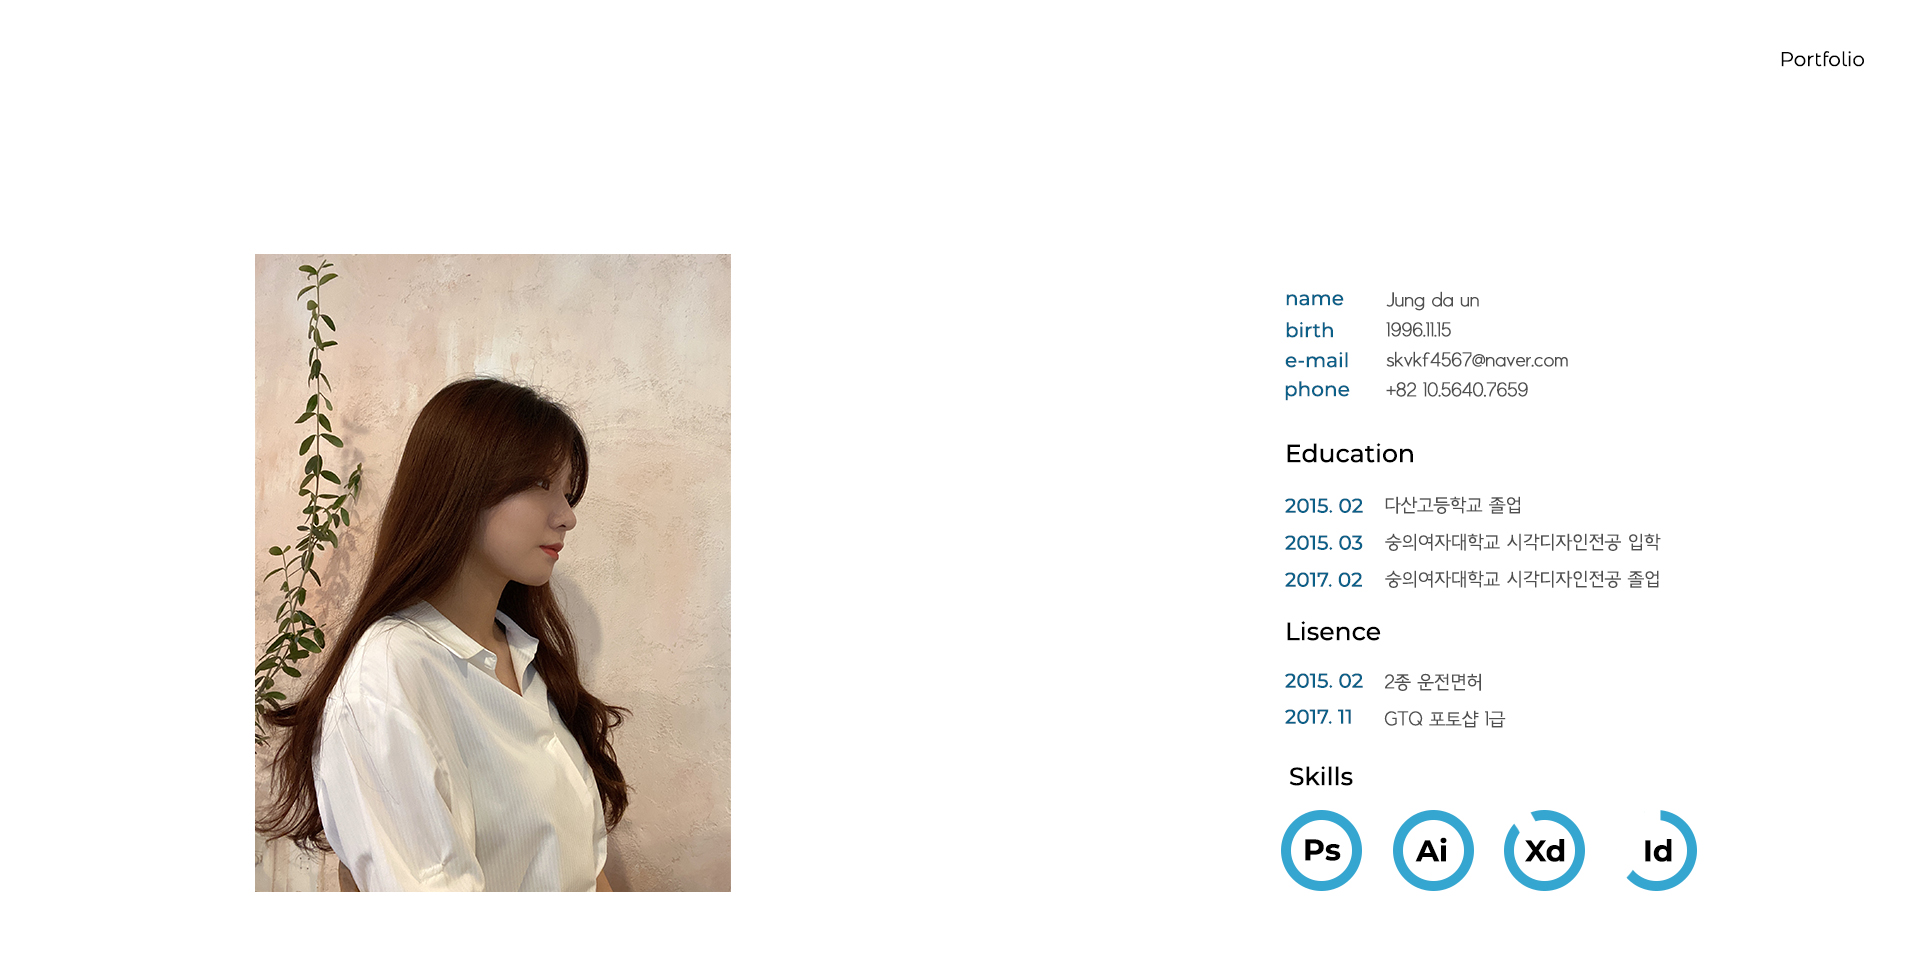 Portfolio
name Jung da un
birth 1996.11.15
e-mail skvkf4567@naver.com
phone +82 10.5640.7659
Education
2015. 02 다산고등학교 졸업
2015. 03 숭의여자대학교 시각디자인전공 입학
2017. 02 숭의여자대학교 시각디자인전공 졸업
Lisence
2015. 02 2종 운전면허
2017. 11 GTQ 포토샵 1급
Skills
Ps Ai Xd Id